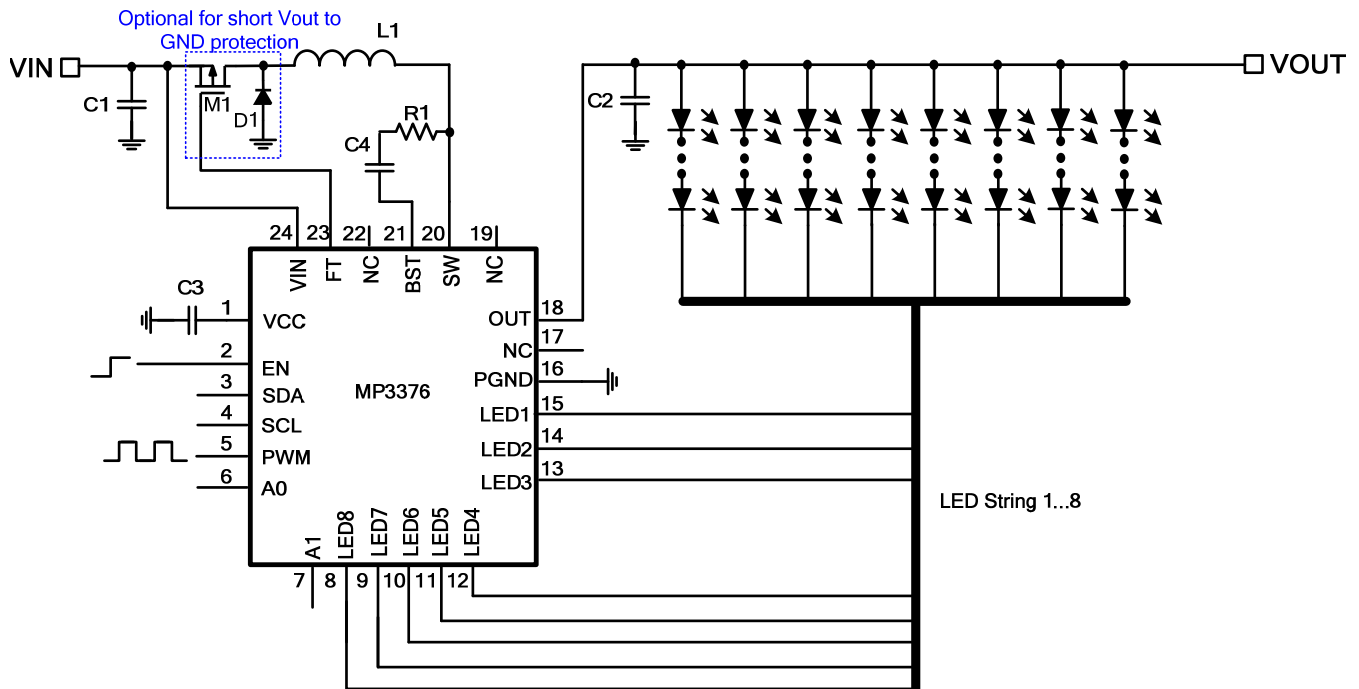 Optional for short Vout to
GND protection
L1
VIN
VOUT
C1
M1
D1
R1
C4
C2
24
23
22
21
20
19
VIN
FT
NC
BST
SW
NC
C3
1
VCC
2
EN
3
SDA
4
SCL
5
PWM
6
A0
MP3376
OUT
18
NC
17
PGND
16
LED1
15
LED2
14
LED3
13
LED String 1...8
A1
LED8
LED7
LED6
LED5
LED4
7
8
9
10
11
12